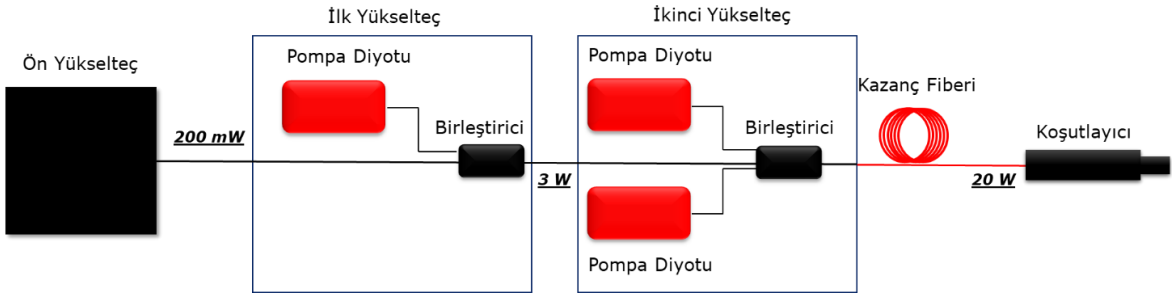 İlk Yükselteç
İkinci Yükselteç
Ön Yükselteç
Pompa Diyotu
Pompa Diyotu
Kazanç Fiberi
200 mW
Birleştirici
Birleştirici
Koşutlayıcı
3 W
20 W
Pompa Diyotu